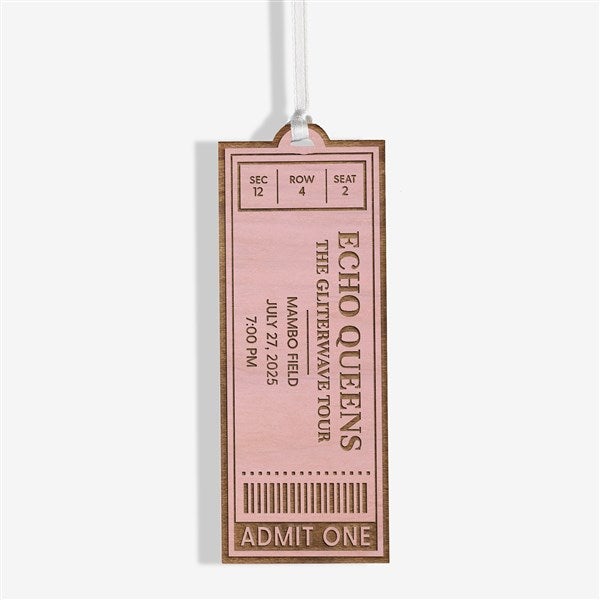 SEC ROW SEAT
12 4 2
ECHO QUEENS
THE GLITERWAVE TOUR
MAMBO FIELD
JULY 27, 2025
7:00 PM
ADMIT ONE